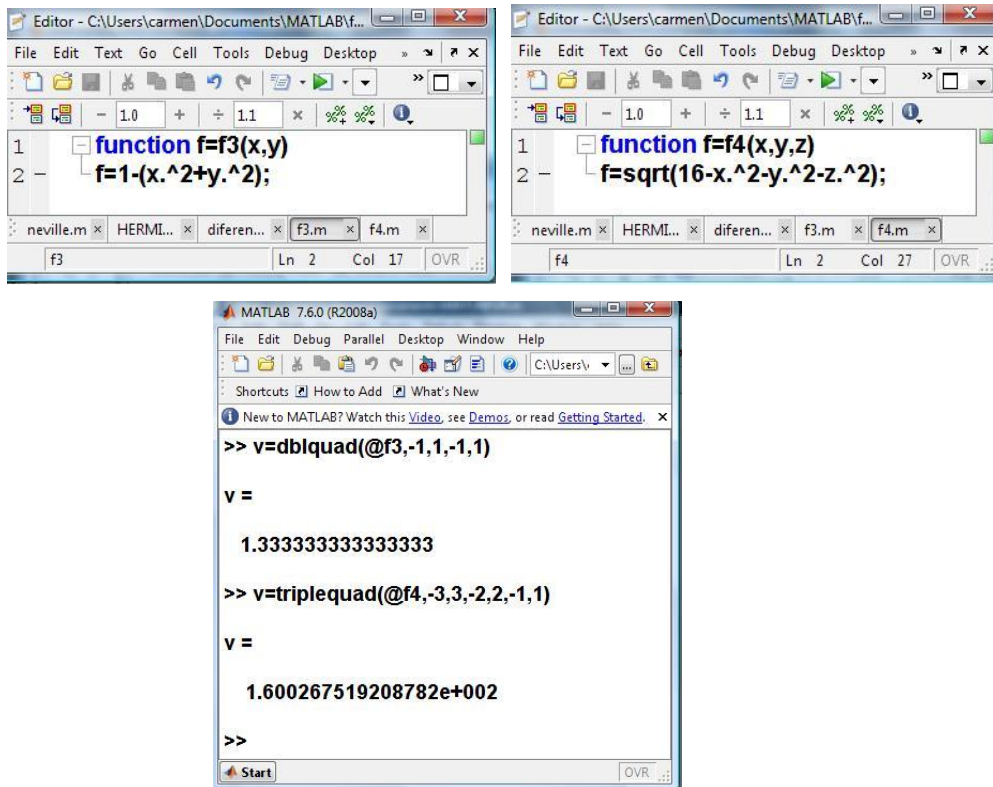 Editor - C:\Users\carmen\Documents\MATLAB\f...
File Edit Text Go Cell Tools Debug Desktop »
»
- 1.0 + ÷ 1.1 ×
1 function f=f3(x,y)
2 - f=1-(x.^2+y.^2);
neville.m × HERMI... × diferen... × f3.m × f4.m ×
f3 Ln 2 Col 17 OVR
Editor - C:\Users\carmen\Documents\MATLAB\f...
File Edit Text Go Cell Tools Debug Desktop »
»
- 1.0 + ÷ 1.1 ×
1 function f=f4(x,y,z)
2 - f=sqrt(16-x.^2-y.^2-z.^2);
neville.m × HERMI... × diferen... × f3.m × f4.m ×
f4 Ln 2 Col 27 OVR
MATLAB 7.6.0 (R2008a)
File Edit Debug Parallel Desktop Window Help
C:\Users\
Shortcuts How to Add What's New
New to MATLAB? Watch this Video, see Demos, or read Getting Started. ×
>> v=dblquad(@f3,-1,1,-1,1)
v =
1.333333333333333
>> v=triplequad(@f4,-3,3,-2,2,-1,1)
v =
1.600267519208782e+002
>>
Start OVR